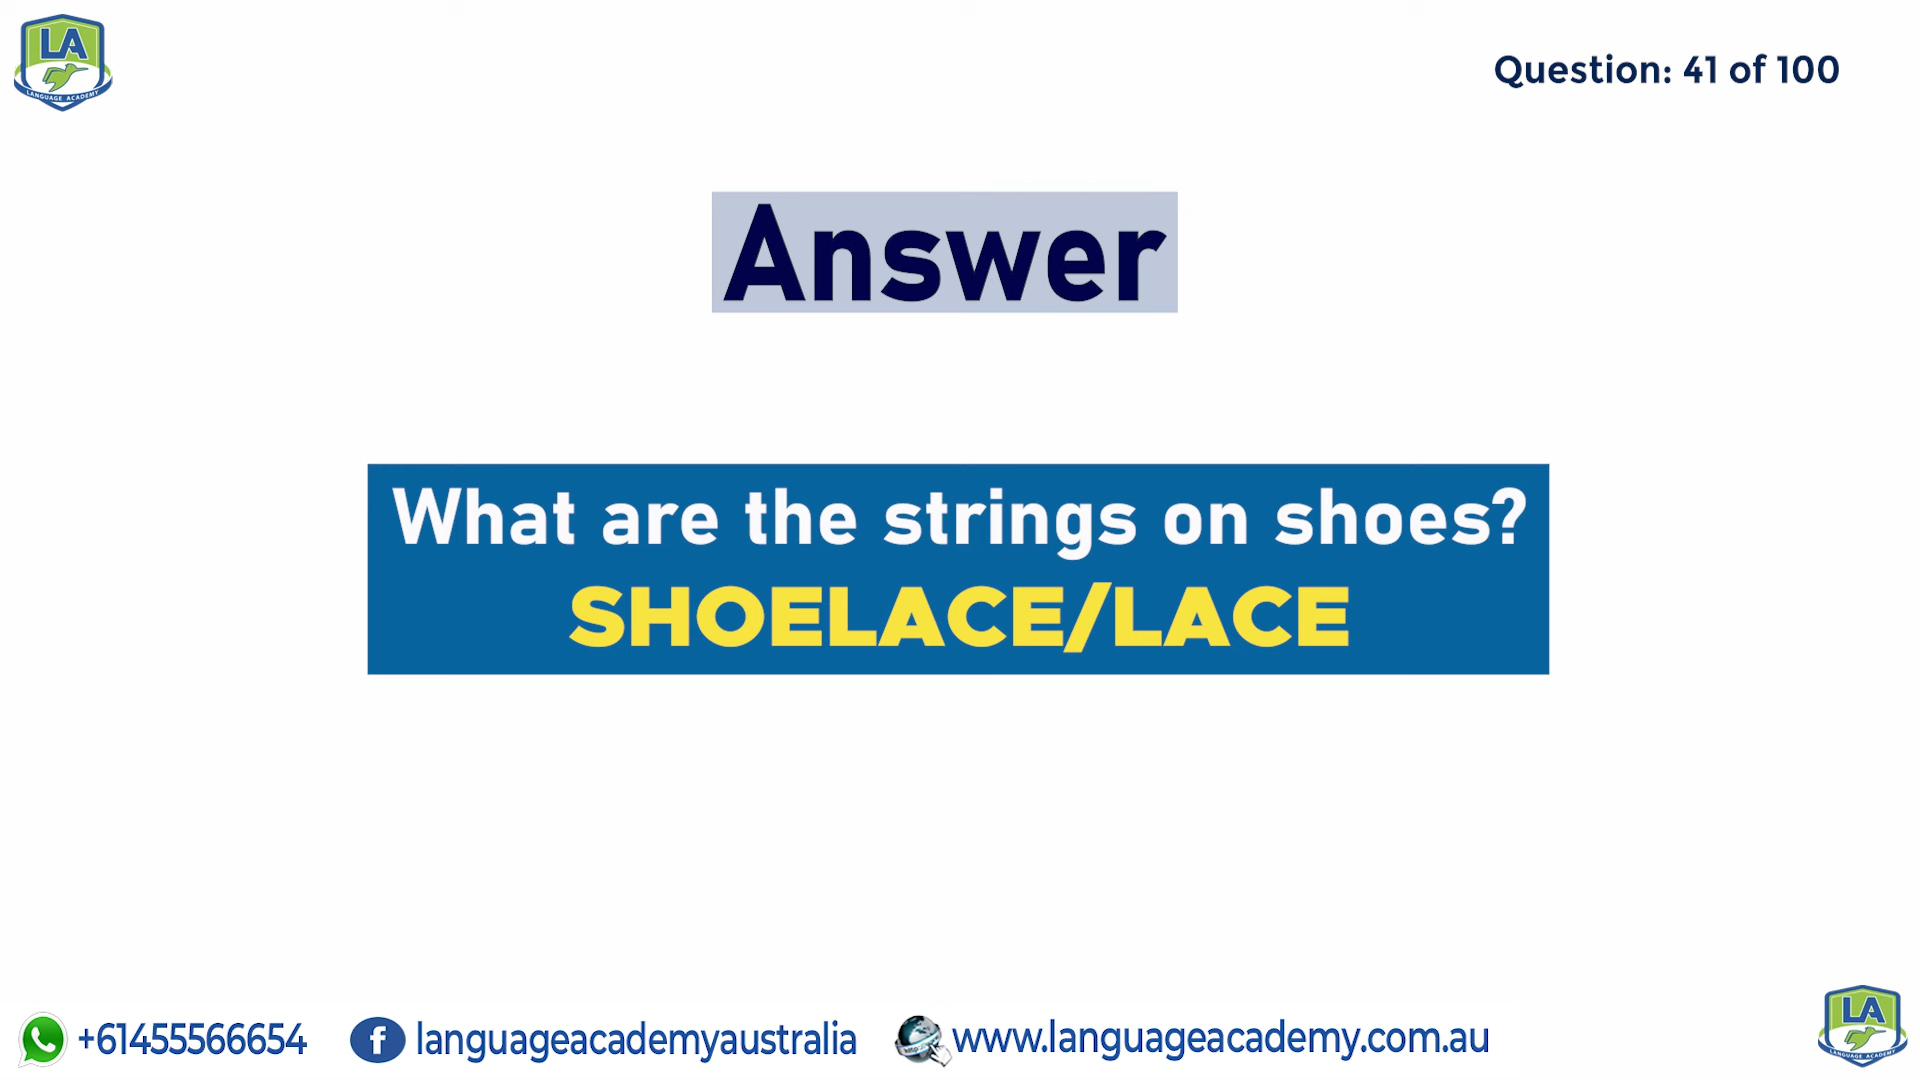 LA
LANGUAGE ACADEMY
Question: 41 of 100
Answer
What are the strings on shoes?
SHOELACE/LACE
+61455566654
languageacademyaustralia
www.languageacademy.com.au
LA
LANGUAGE ACADEMY